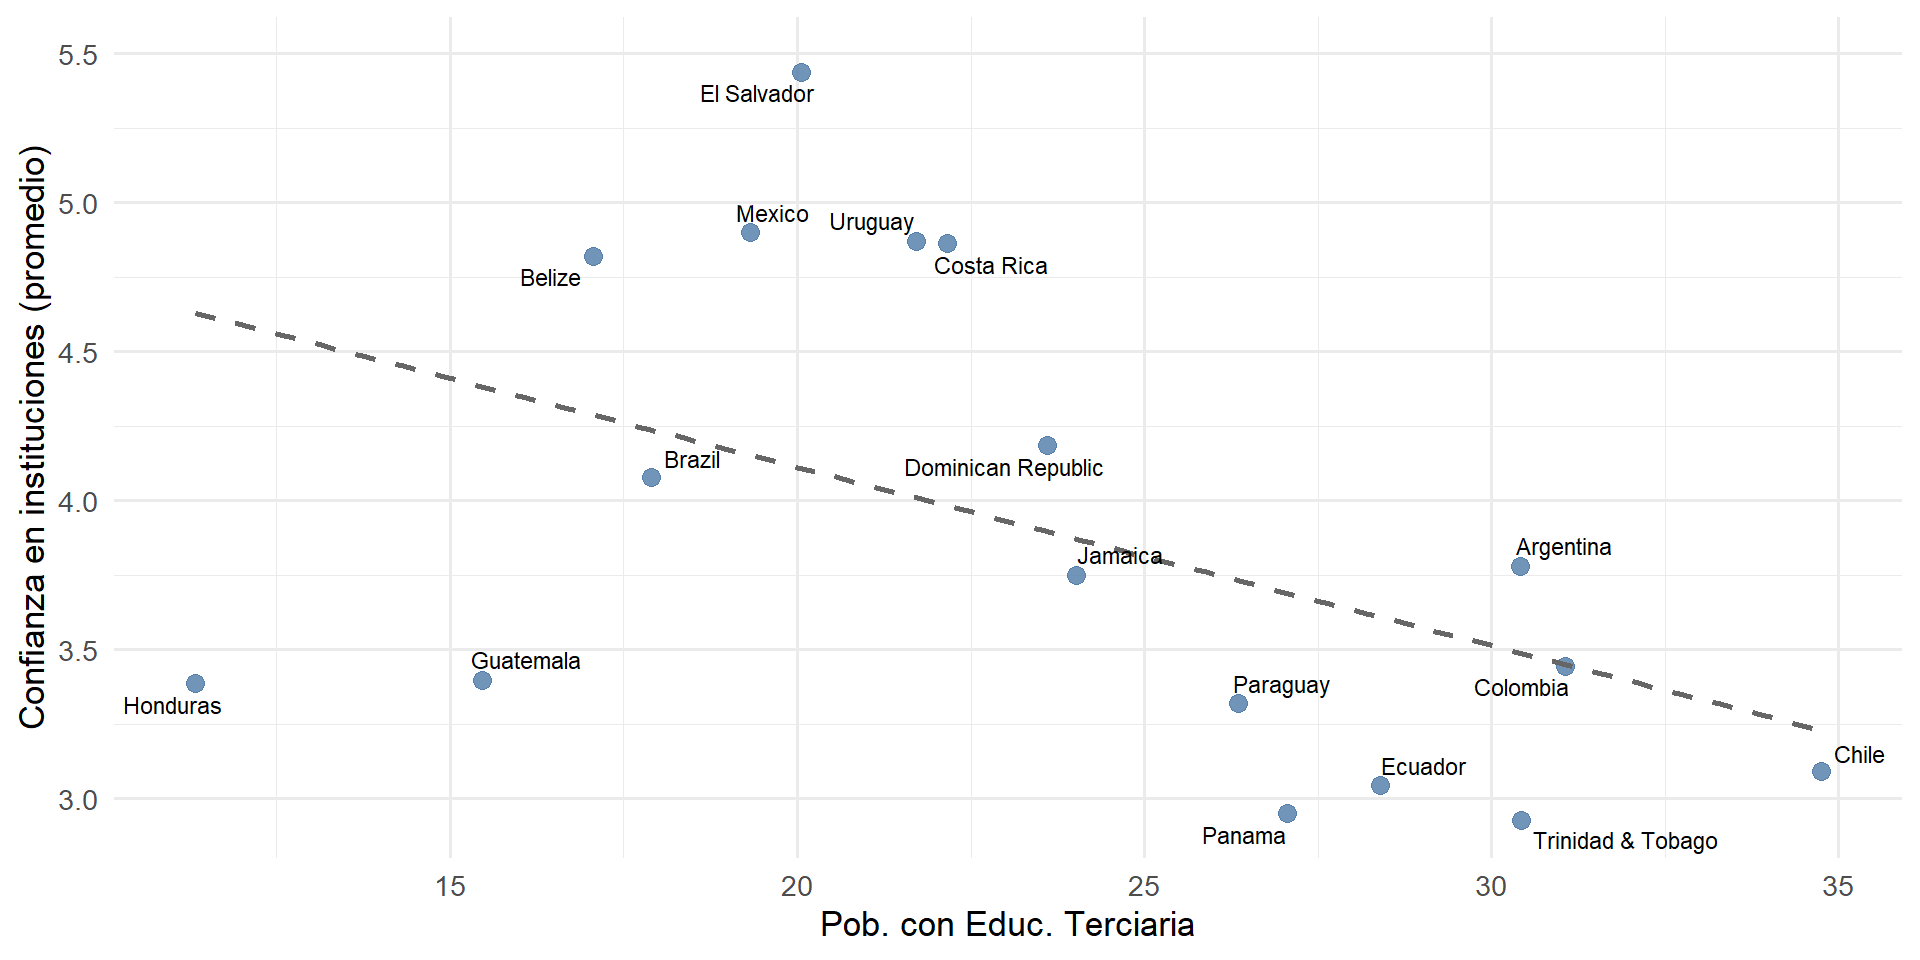 5.5
El Salvador
5.0
Mexico
Uruguay
Costa Rica
Belize
4.5
Brazil
Dominican Republic
4.0
Jamaica
Argentina
3.5
Guatemala
Honduras
Paraguay
Colombia
Chile
Ecuador
3.0
Panama
Trinidad & Tobago
15
20
25
30
35
Pob. con Educ. Terciaria
Confianza en instituciones (promedio)